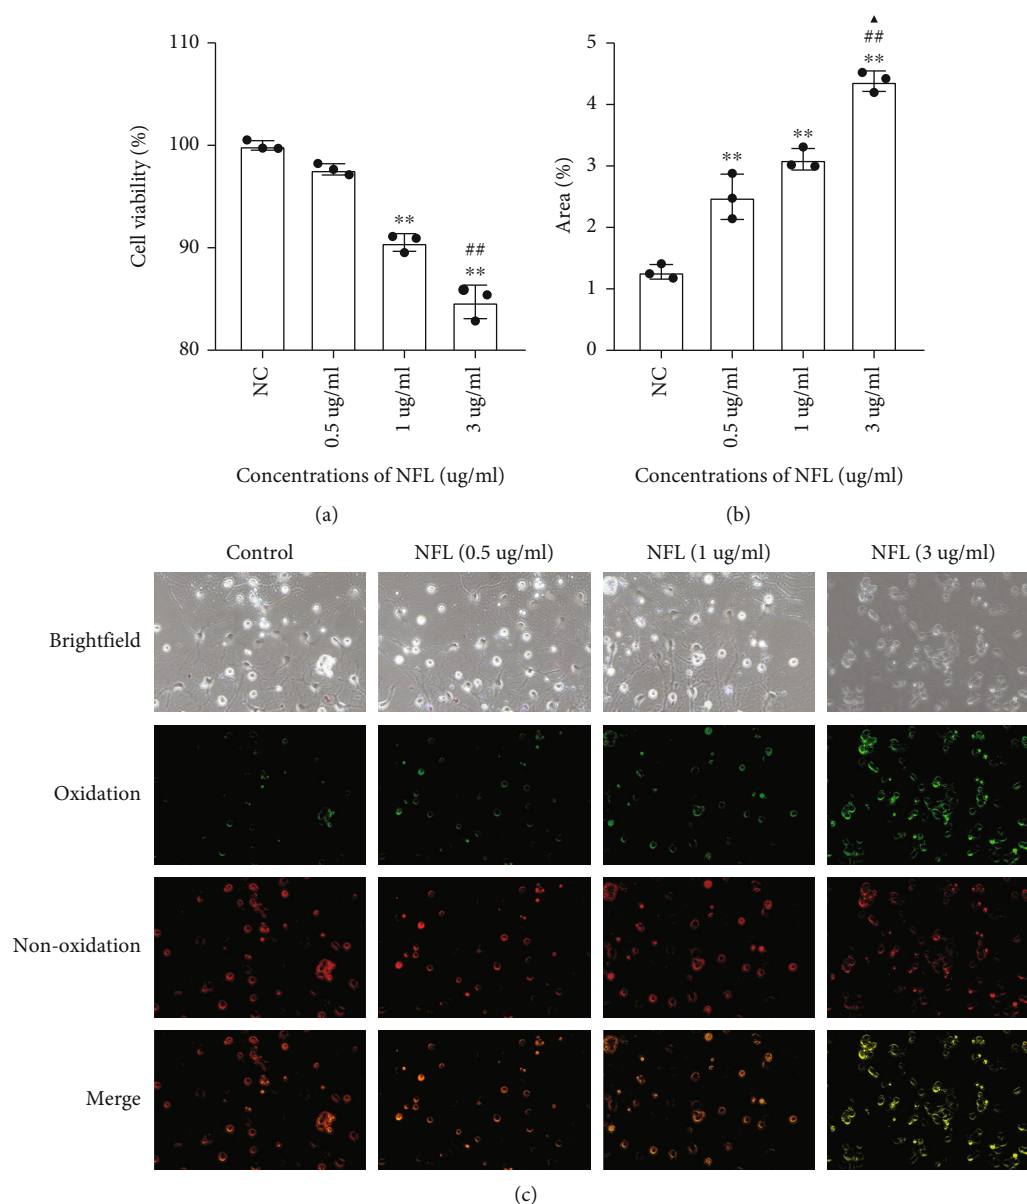 110
100
90
80
Cell viability (%)
**
##
**
NC
0.5 ug/ml
1 ug/ml
3 ug/ml
Concentrations of NFL (ug/ml)
(a)
5
4
3
2
1
0
Area (%)
**
**
▲
##
**
NC
0.5 ug/ml
1 ug/ml
3 ug/ml
Concentrations of NFL (ug/ml)
(b)
Control
NFL (0.5 ug/ml)
NFL (1 ug/ml)
NFL (3 ug/ml)
Brightfield
Oxidation
Non-oxidation
Merge
(c)